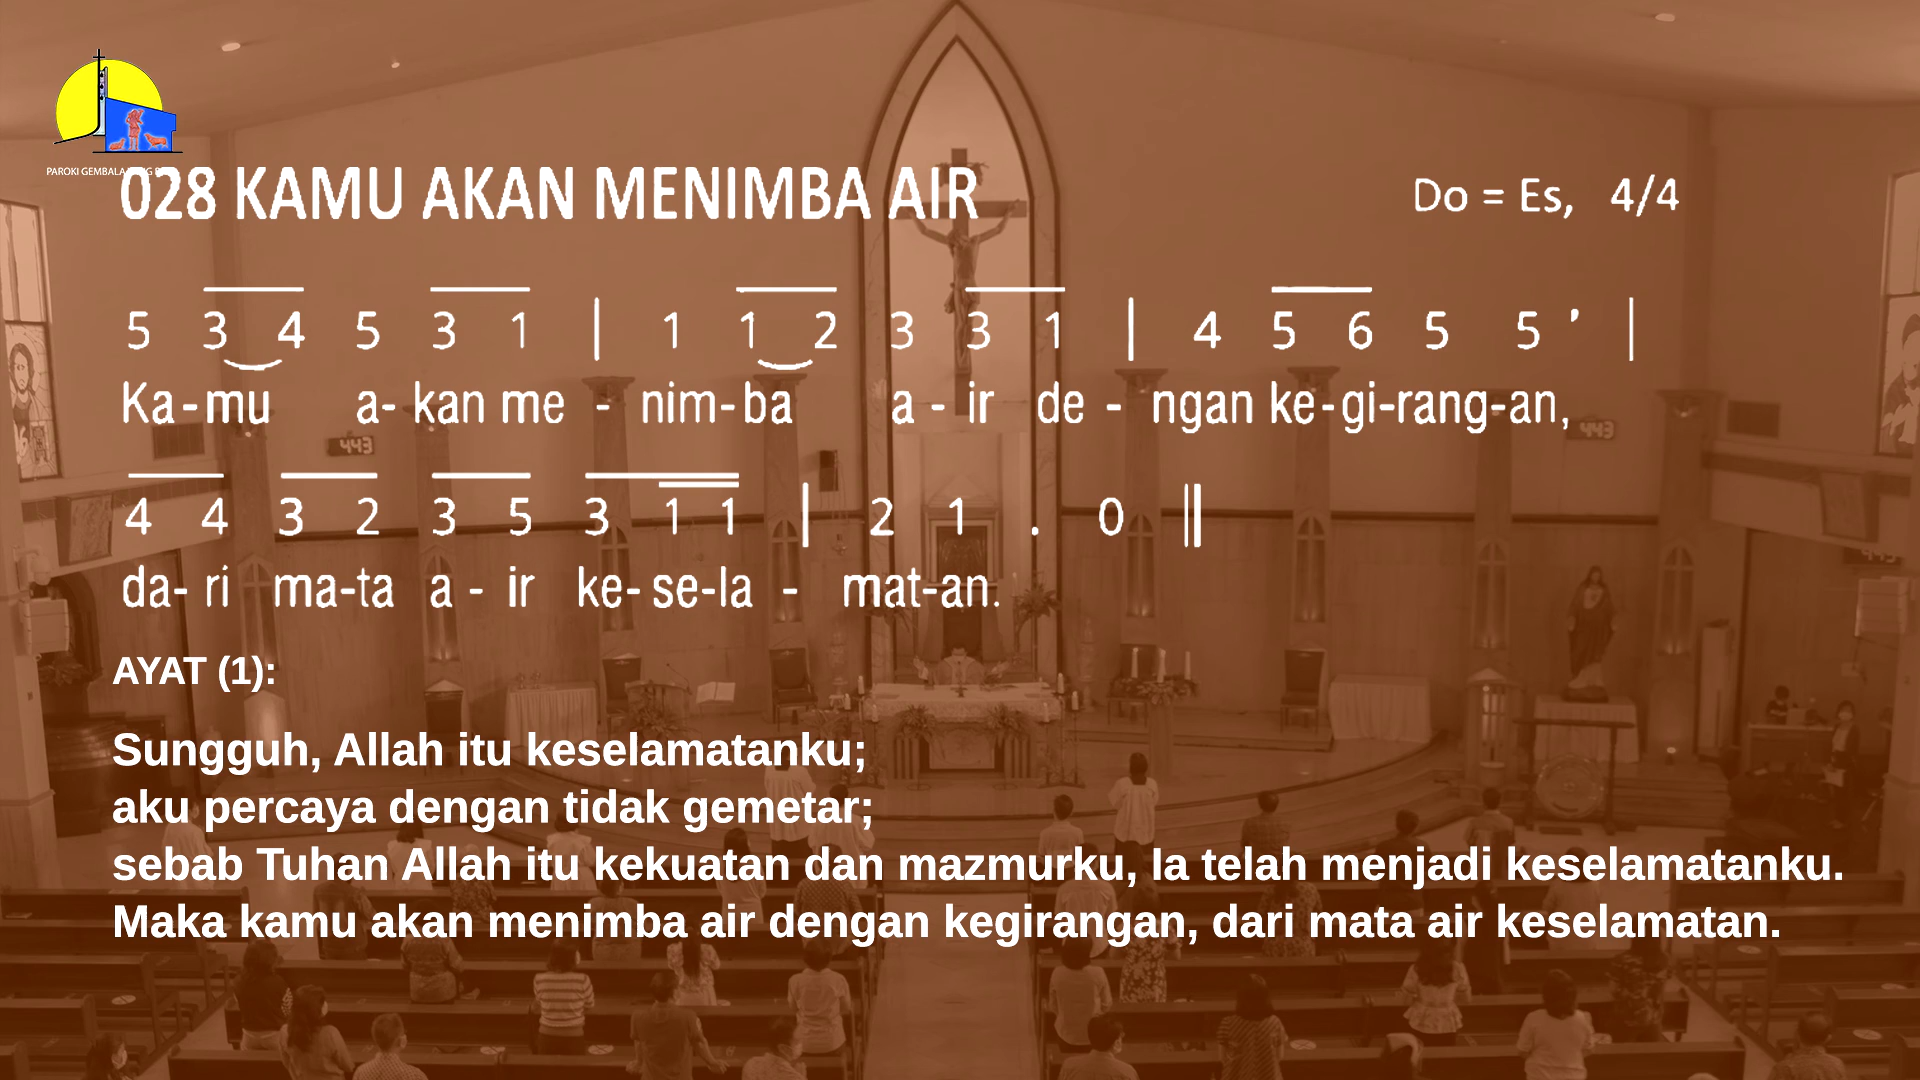 PAROKI GEMBALA
028 KAMU AKAN MENIMBA AIR
Do = Es, 4/4
5 3 4 5 3 1 | 1 1 2 3 3 1 | 4 5 6 5 5 ’ |
Ka-mu a- kan me - nim-ba a - ir de - ngan ke-gi-rang-an,
4 4 3 2 3 5 3 1 1 | 2 1 . 0 ||
da- ri ma-ta a - ir ke- se-la - mat-an.
AYAT (1):
Sungguh, Allah itu keselamatanku;
aku percaya dengan tidak gemetar;
sebab Tuhan Allah itu kekuatan dan mazmurku, Ia telah menjadi keselamatanku.
Maka kamu akan menimba air dengan kegirangan, dari mata air keselamatan.
443
443